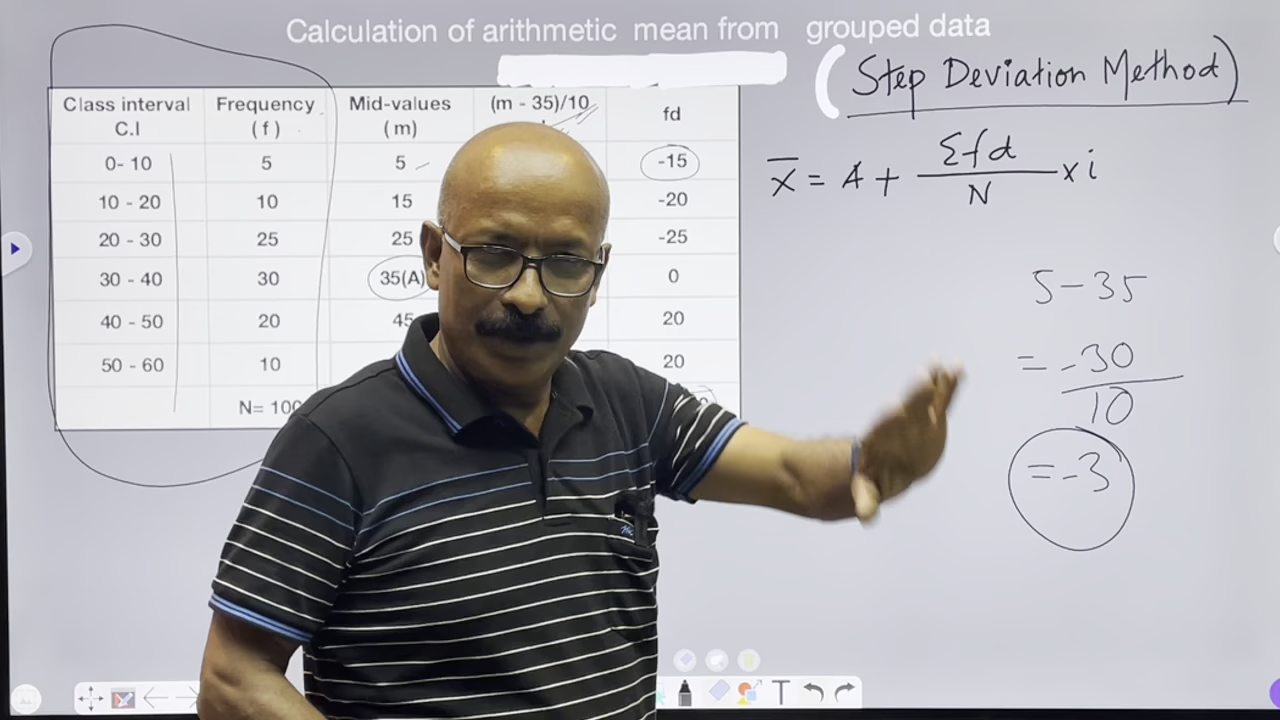 Calculation of arithmetic mean from grouped data
(Step Deviation Method)
Class interval C.I Frequency (f) Mid-values (m) (m - 35)/10 fd
0- 10 5 5 -15
10 - 20 10 15 -20
20 - 30 25 25 -25
30 - 40 30 35(A) 0
40 - 50 20 45 20
50 - 60 10 20
N= 100
x̄ = A + Σfd/N x i
5-35
= -30/10
= -3
T